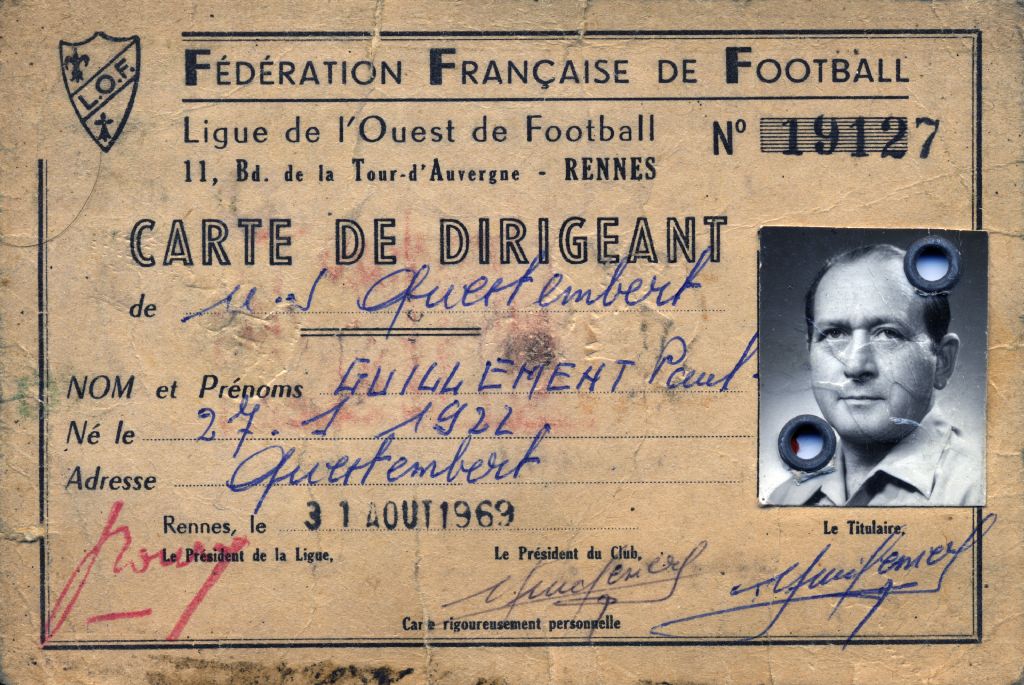 L.O.F.
FÉDÉRATION FRANÇAISE DE FOOTBALL
Ligue de l'Ouest de Football
N° 19127
11, Bd. de la Tour-d'Auvergne - RENNES
CARTE DE DIRIGEANT
de U.S Questembert
NOM et Prénoms GUILLEMENT Paul
Né le 27.1 1922
Adresse Questembert
Rennes, le 31 AOUT 1969
Le Président de la Ligue,
Le Président du Club,
Le Titulaire,
Carte rigoureusement personnelle